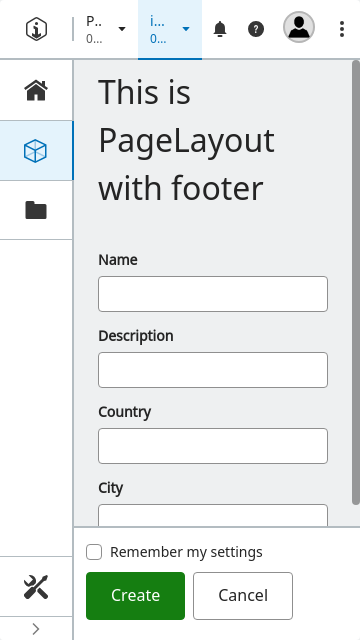 P..
0...
i...
0...
This is
PageLayout
with footer
Name
Description
Country
City
Remember my settings
Create
Cancel